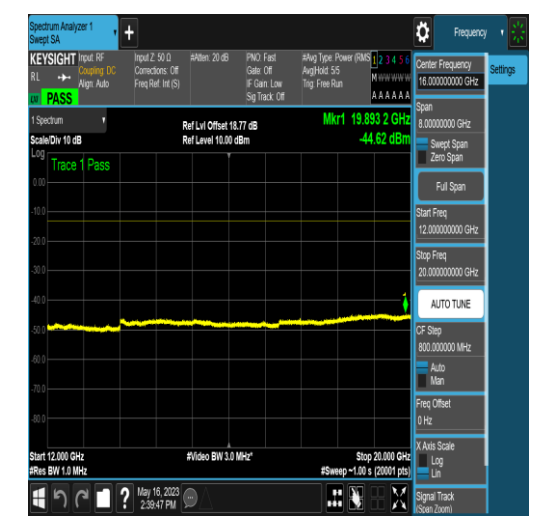 Spectrum Analyzer 1
Swept SA
+
Frequency
KEYSIGHT
RL
PASS
Input: RF
Coupling: DC
Align: Auto
Input Z: 50 Ω
Corrections: Off
Freq Ref: Int (S)
#Atten: 20 dB
PNO: Fast
Gate: Off
IF Gain: Low
Sig Track: Off
#Avg Type: Power (RMS
Avg|Hold: 5/5
Trig: Free Run
1 2 3 4 5 6
M W W W W W
A A A A A A
1 Spectrum
Scale/Div 10 dB
Ref Lvl Offset 18.77 dB
Ref Level 10.00 dBm
Mkr1 19.893 2 GHz
-44.62 dBm
Log
Trace 1 Pass
0.00
-10.0
-20.0
-30.0
-40.0
-50.0
-60.0
-70.0
-80.0
1
Start 12.000 GHz
#Res BW 1.0 MHz
#Video BW 3.0 MHz*
Stop 20.000 GHz
#Sweep ~1.00 s (20001 pts)
May 16, 2023
2:39:47 PM
?
Settings
Center Frequency
16.000000000 GHz
Span
8.00000000 GHz
Swept Span
Zero Span
Full Span
Start Freq
12.000000000 GHz
Stop Freq
20.000000000 GHz
AUTO TUNE
CF Step
800.000000 MHz
Auto
Man
Freq Offset
0 Hz
X Axis Scale
Log
Lin
Signal Track
(Span Zoom)